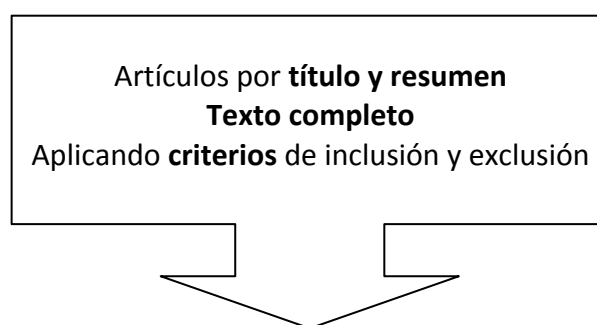 Artículos por título y resumen
Texto completo
Aplicando criterios de inclusión y exclusión